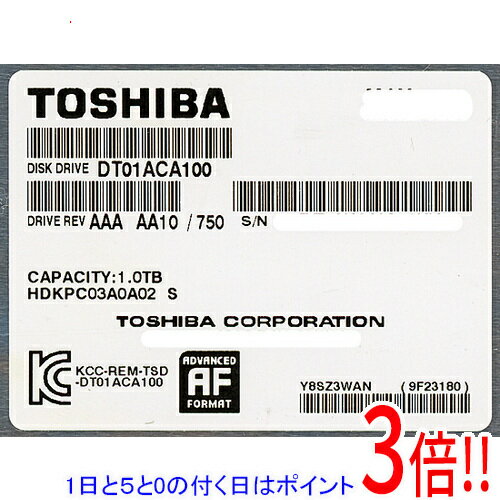 TOSHIBA
DISK DRIVE DT01ACA100
DRIVE REV AAA AA10 / 750 S/N
CAPACITY:1.0TB
HDKPC03A0A02 S
TOSHIBA CORPORATION
KCC-REM-TSD
-DT01ACA100
ADVANCED
AF
FORMAT
Y8SZ3WAN (9F23180)
1日と5と0の付く日はポイント3倍!!